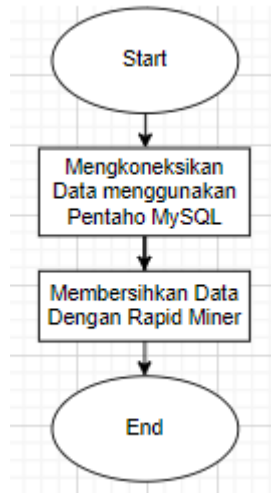 Start
Mengkoneksikan
Data menggunakan
Pentaho MySQL
Membersihkan Data
Dengan Rapid Miner
End